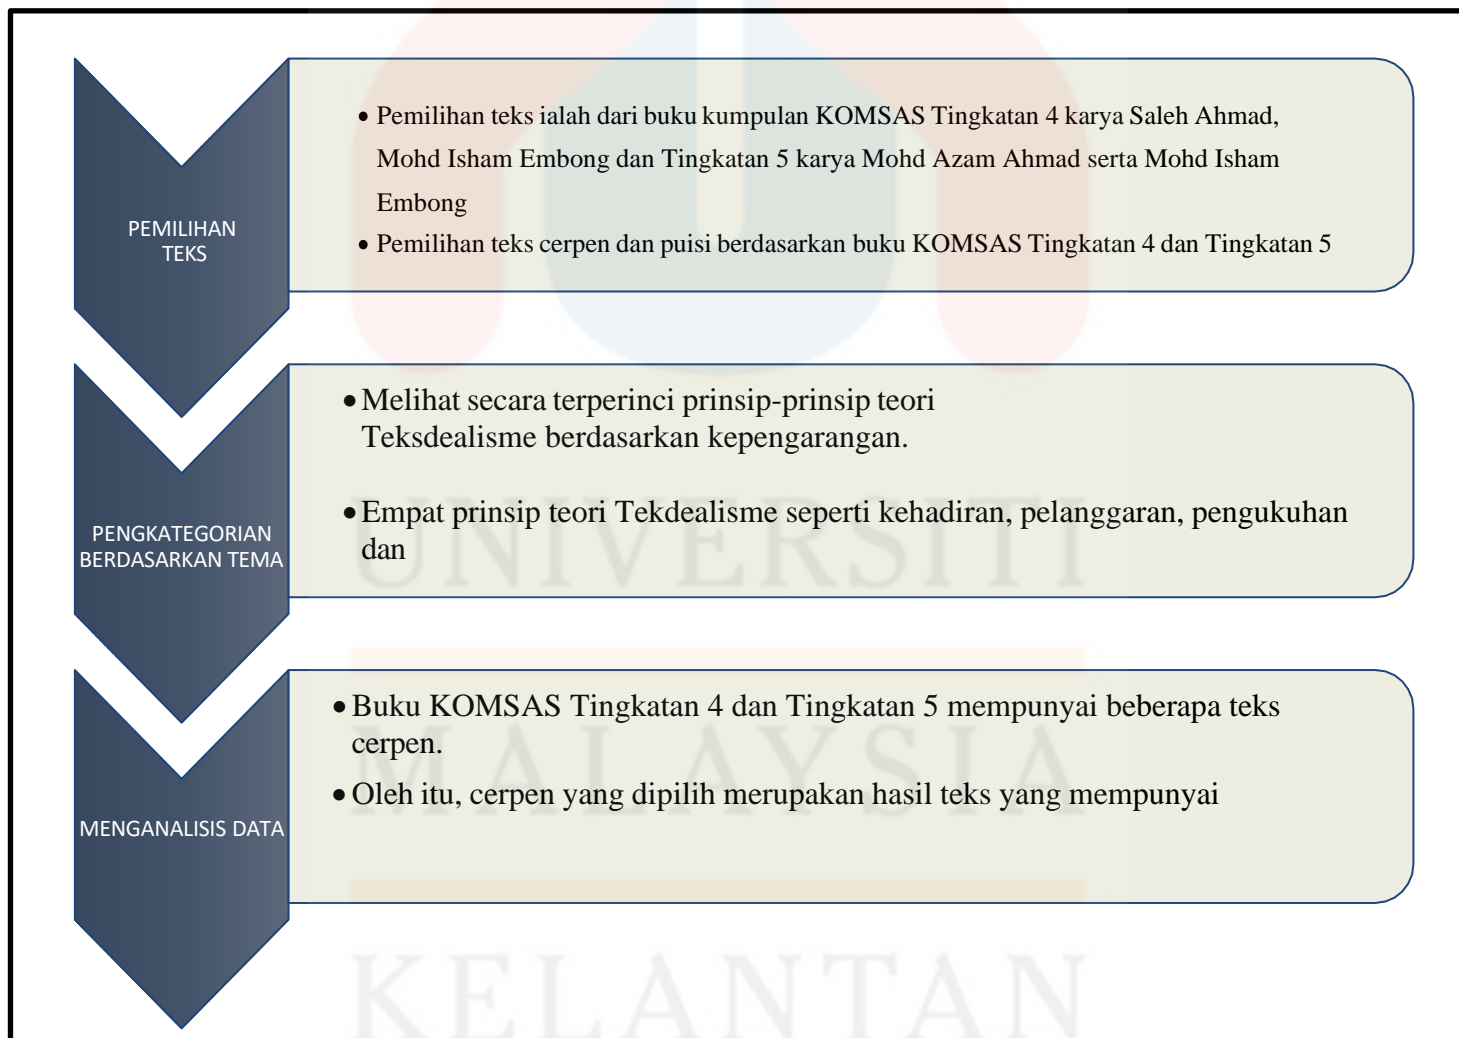 PEMILIHAN
TEKS
• Pemilihan teks ialah dari buku kumpulan KOMSAS Tingkatan 4 karya Saleh Ahmad,
Mohd Isham Embong dan Tingkatan 5 karya Mohd Azam Ahmad serta Mohd Isham
Embong
• Pemilihan teks cerpen dan puisi berdasarkan buku KOMSAS Tingkatan 4 dan Tingkatan 5
PENGKATEGORIAN
BERDASARKAN TEMA
• Melihat secara terperinci prinsip-prinsip teori
Teksdealisme berdasarkan kepengarangan.
• Empat prinsip teori Tekdealisme seperti kehadiran, pelanggaran, pengukuhan
dan
UNIVERSITI
MENGANALISIS DATA
• Buku KOMSAS Tingkatan 4 dan Tingkatan 5 mempunyai beberapa teks
cerpen.
• Oleh itu, cerpen yang dipilih merupakan hasil teks yang mempunyai
MALAYSIA
KELANTAN